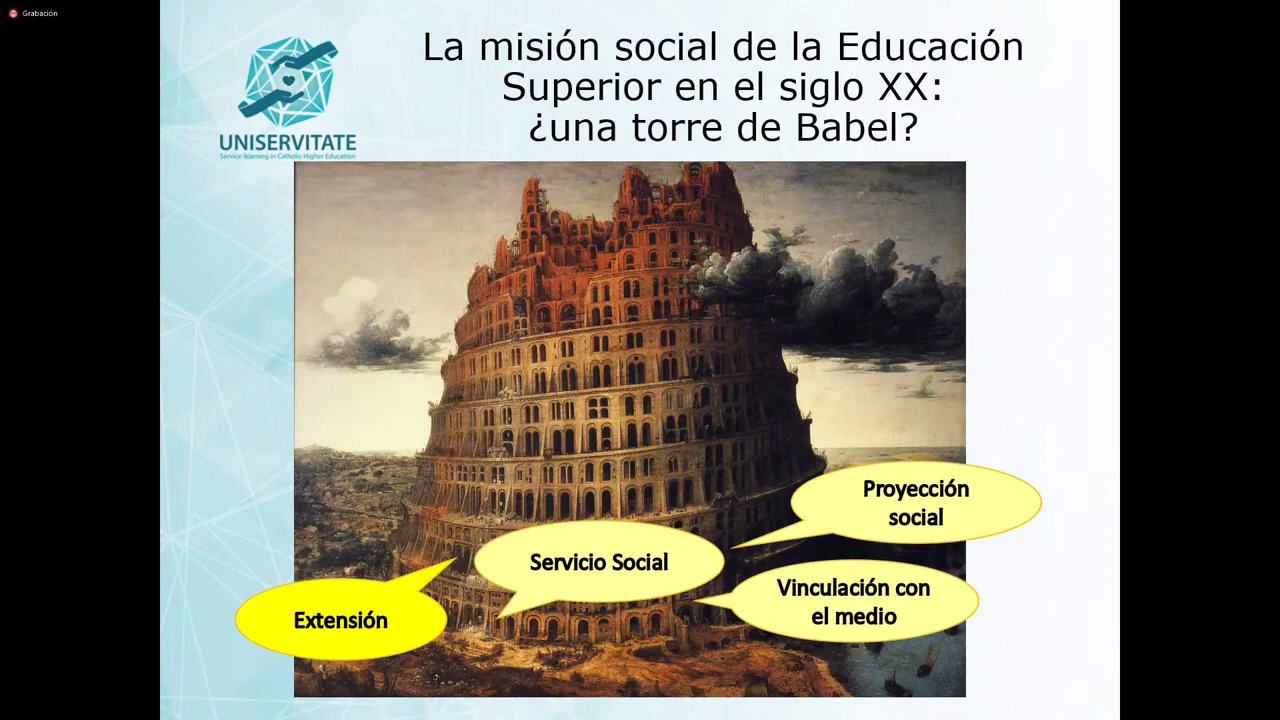 Grabación
La misión social de la Educación
Superior en el siglo XX:
¿una torre de Babel?
UNISERVITATE
Service-learning in Catholic Higher Education
Proyección
social
Servicio Social
Vinculación con
el medio
Extensión